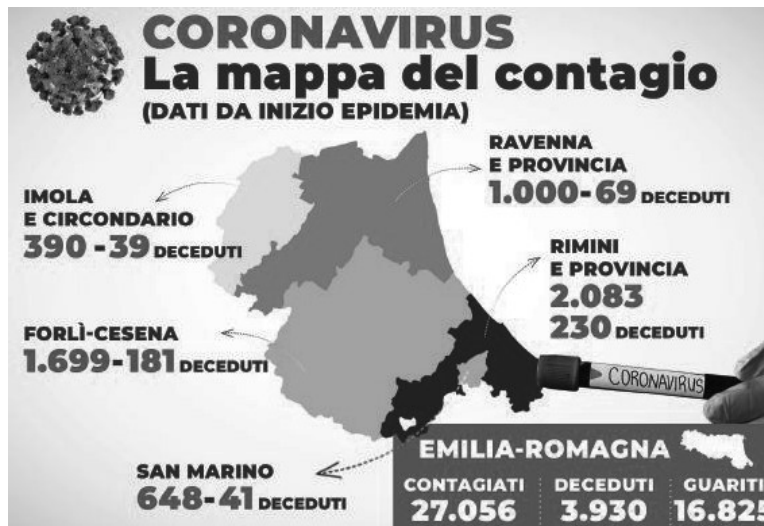 CORONAVIRUS
La mappa del contagio
(DATI DA INIZIO EPIDEMIA)
RAVENNA
E PROVINCIA
1.000-69 DECEDUTI
IMOLA
E CIRCONDARIO
390 -39 DECEDUTI
RIMINI
E PROVINCIA
2.083
230 DECEDUTI
FORLÌ-CESENA
1.699-181 DECEDUTI
CORONAVIRUS
SAN MARINO
648-41 DECEDUTI
EMILIA-ROMAGNA
CONTAGIATI DECEDUTI GUARITI
27.056 3.930 16.825